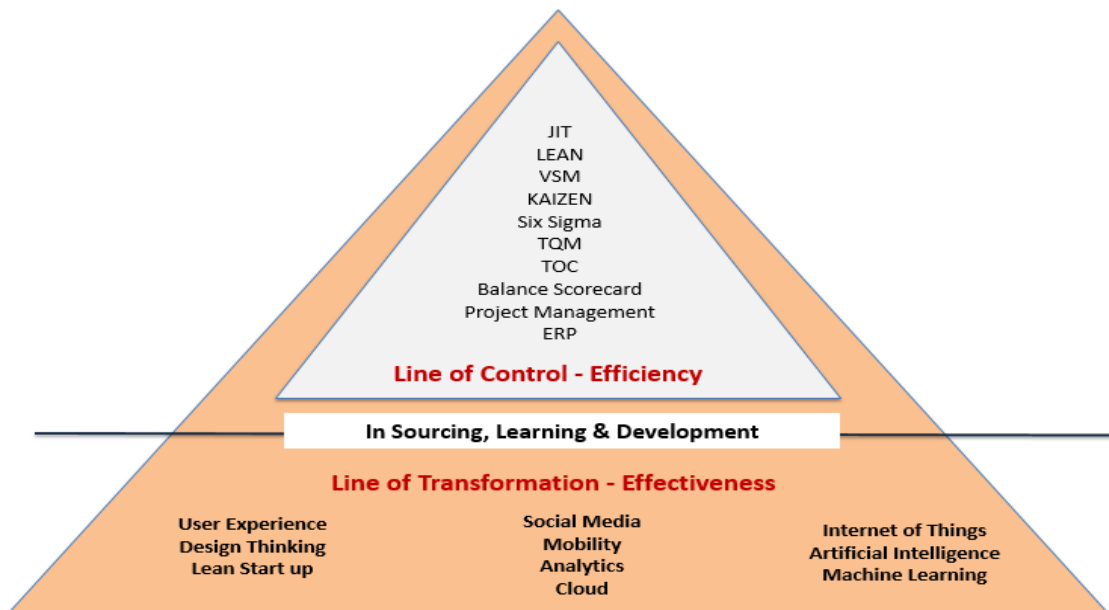 JIT
LEAN
VSM
KAIZEN
Six Sigma
TQM
TOC
Balance Scorecard
Project Management
ERP
Line of Control - Efficiency
In Sourcing, Learning & Development
Line of Transformation - Effectiveness
User Experience
Design Thinking
Lean Start up
Social Media
Mobility
Analytics
Cloud
Internet of Things
Artificial Intelligence
Machine Learning